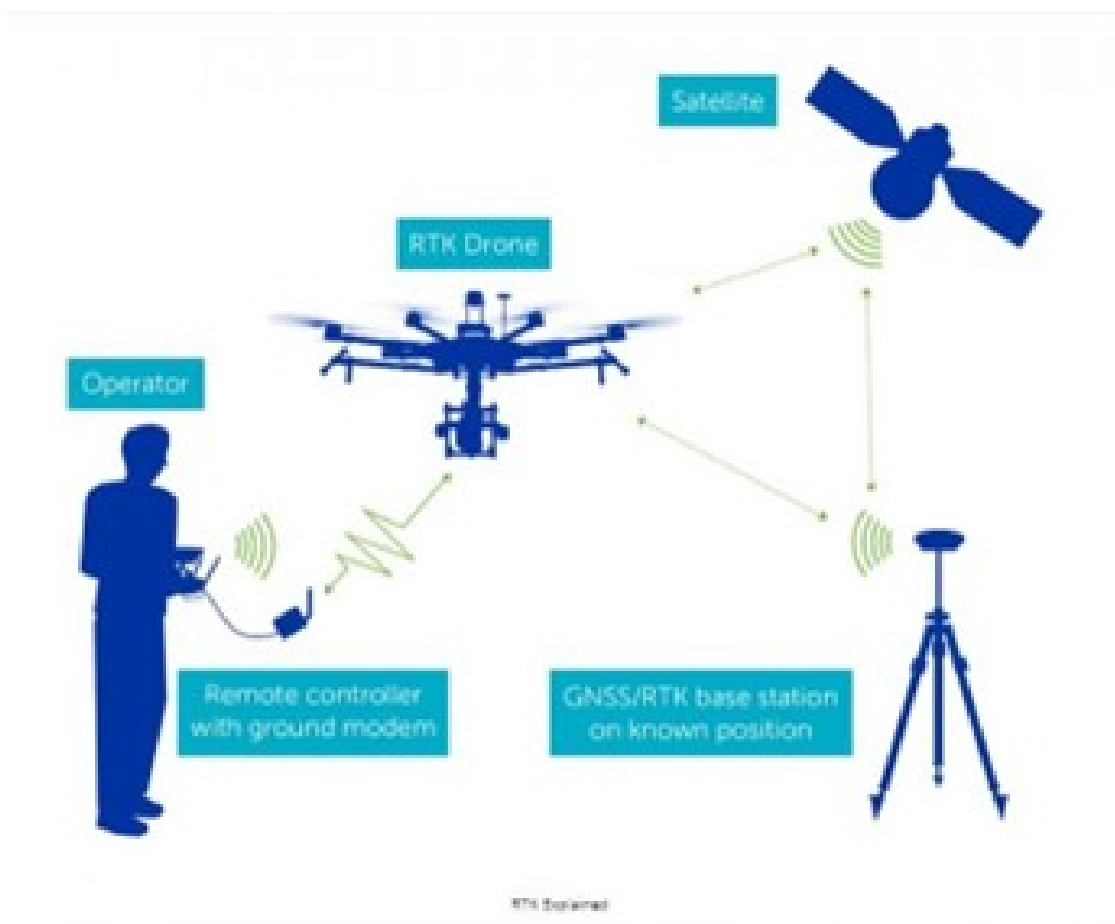 Satellite
RTK Drone
Operator
Remote controller
with ground modem
GNSS/RTK base station
on known position
RTK Explained